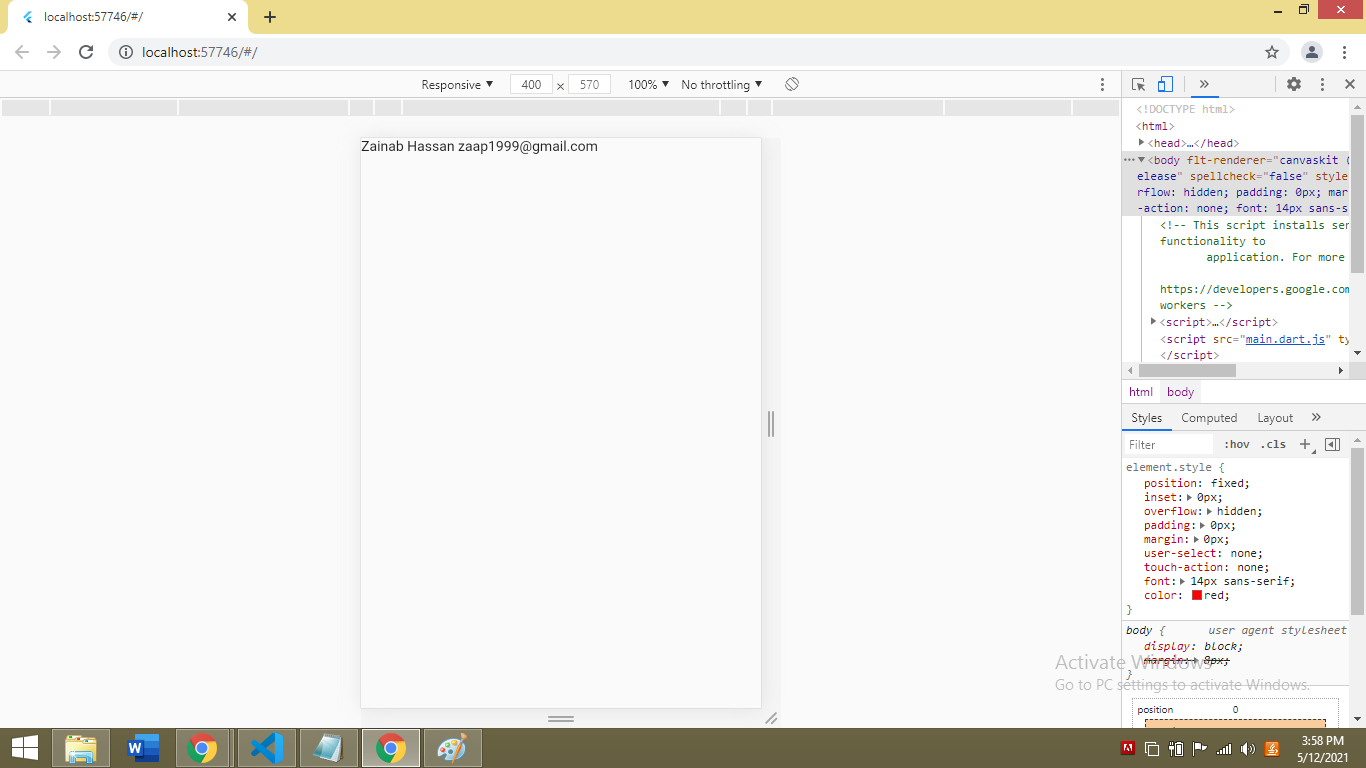 localhost:57746/#/
localhost:57746/#/
Responsive ▼ 400 × 570 100% ▼ No throttling ▼
Zainab Hassan zaap1999@gmail.com
<!DOCTYPE html>
<html>
<head>…</head>
<body flt-renderer="canvaskit (
elease" spellcheck="false" style
rflow: hidden; padding: 0px; mar
-action: none; font: 14px sans-s
<!-- This script installs ser
functionality to
application. For more
https://developers.google.com
workers -->
<script>…</script>
<script src="main.dart.js" ty
</script>
html body
Styles Computed Layout »
Filter :hov .cls +
element.style {
position: fixed;
inset: 0px;
overflow: hidden;
padding: 0px;
margin: 0px;
user-select: none;
touch-action: none;
font: 14px sans-serif;
color: red;
}
body { user agent stylesheet
display: block;
margin: 8px;
}
Activate Windows
Go to PC settings to activate Windows.
position 0
3:58 PM
5/12/2021